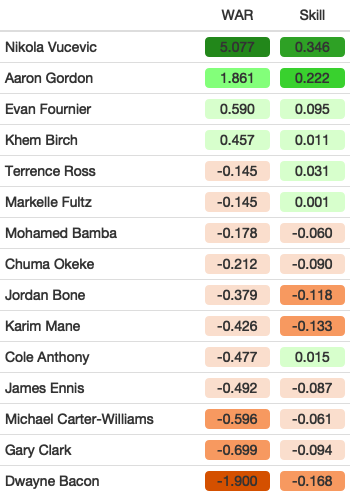 WAR Skill
Nikola Vucevic 5.077 0.346
Aaron Gordon 1.861 0.222
Evan Fournier 0.590 0.095
Khem Birch 0.457 0.011
Terrence Ross -0.145 0.031
Markelle Fultz -0.145 0.001
Mohamed Bamba -0.178 -0.060
Chuma Okeke -0.212 -0.090
Jordan Bone -0.379 -0.118
Karim Mane -0.426 -0.133
Cole Anthony -0.477 0.015
James Ennis -0.492 -0.087
Michael Carter-Williams -0.596 -0.061
Gary Clark -0.699 -0.094
Dwayne Bacon -1.900 -0.168